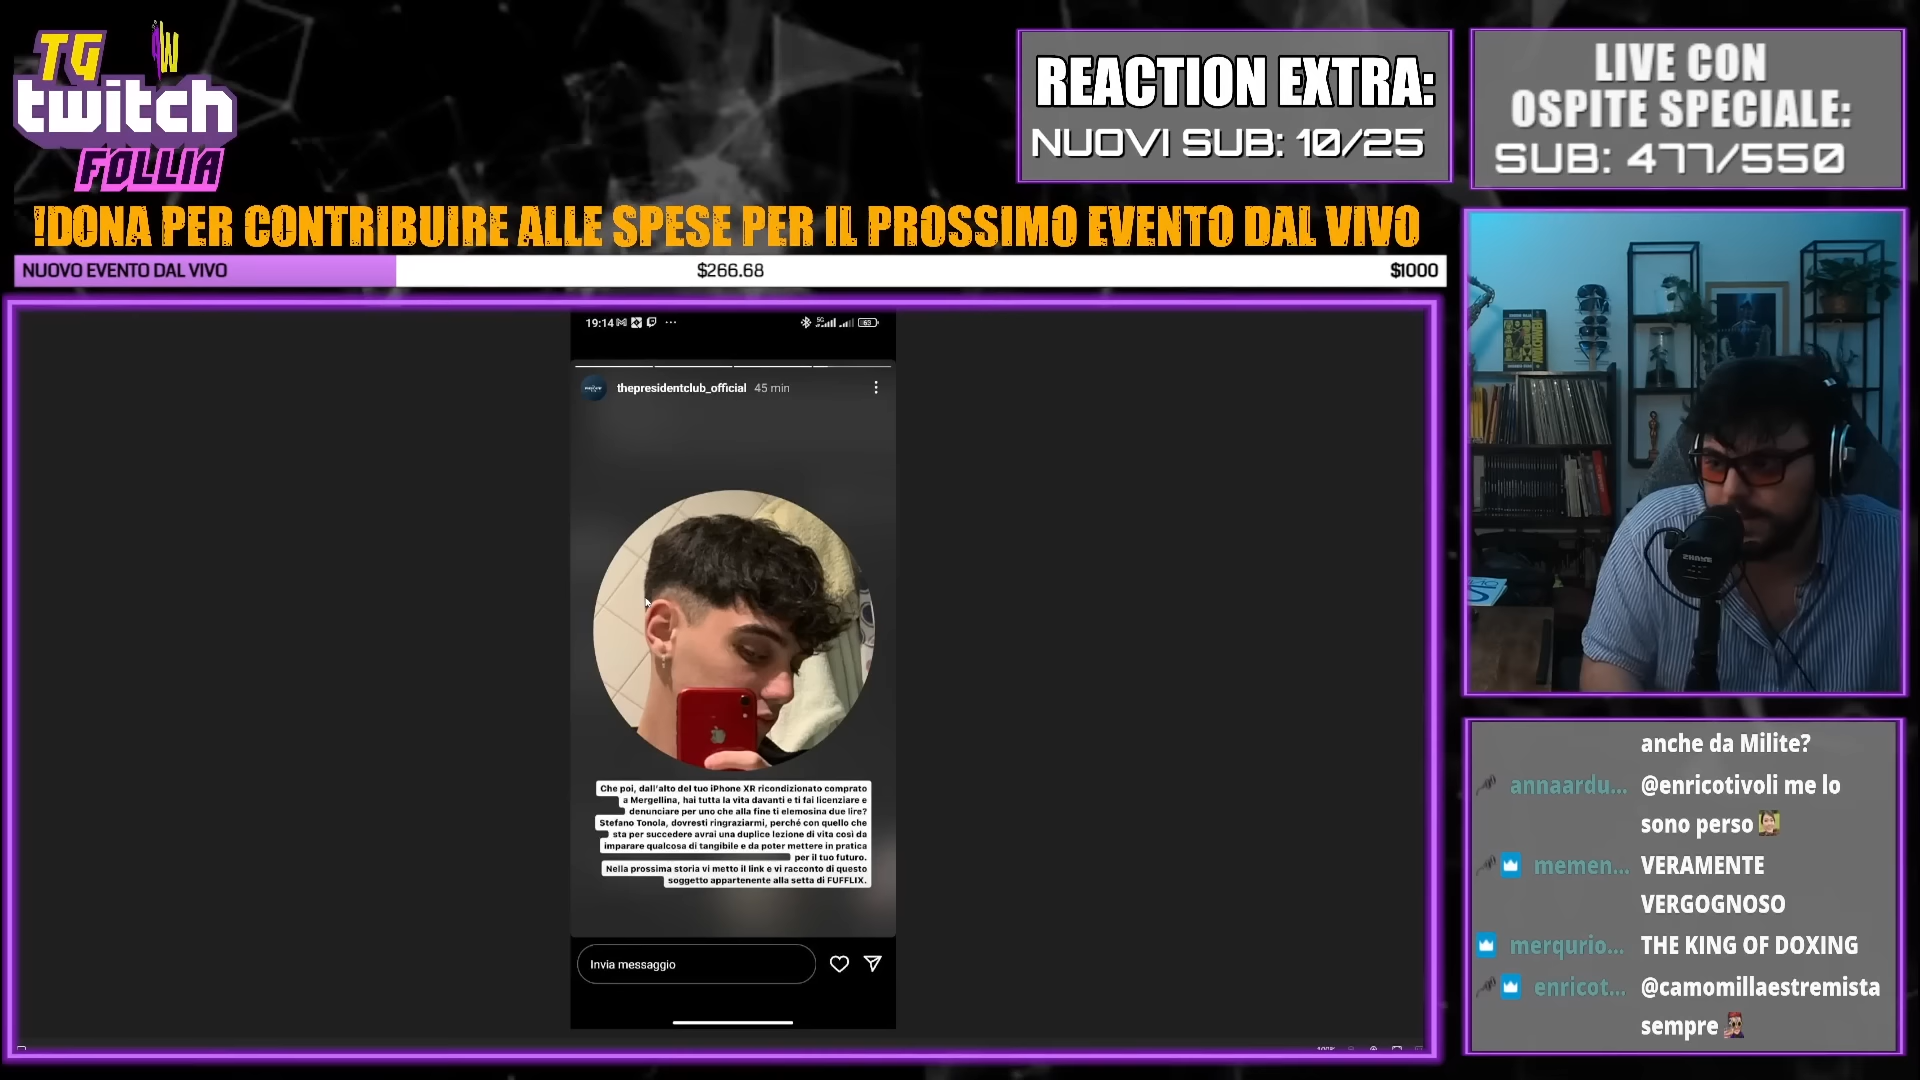 TG
twitch
FOLLIA
REACTION EXTRA:
NUOVI SUB: 10/25
LIVE CON
OSPITE SPECIALE:
SUB: 477/550
!DONA PER CONTRIBUIRE ALLE SPESE PER IL PROSSIMO EVENTO DAL VIVO
NUOVO EVENTO DAL VIVO $266.68 $1000
19:14
thepresidentclub_official 45 min
Che poi, dall'alto del tuo iPhone XR ricondizionato comprato
a Mergellina, hai tutta la vita davanti e ti fai licenziare e
denunciare per uno che alla fine ti elemosina due lire?
Stefano Tonola, dovresti ringraziarmi, perché con quello che
sta per succedere avrai una duplice lezione di vita così da
imparare qualcosa di tangibile e da poter mettere in pratica
per il tuo futuro.
Nella prossima storia vi metto il link e vi racconto di questo
soggetto appartenente alla setta di FUFFLIX.
Invia messaggio
anche da Milite?
annaardu... @enricotivoli me lo
sono perso
memen... VERAMENTE
VERGOGNOSO
merqurio... THE KING OF DOXING
enricot... @camomillaestremista
sempre